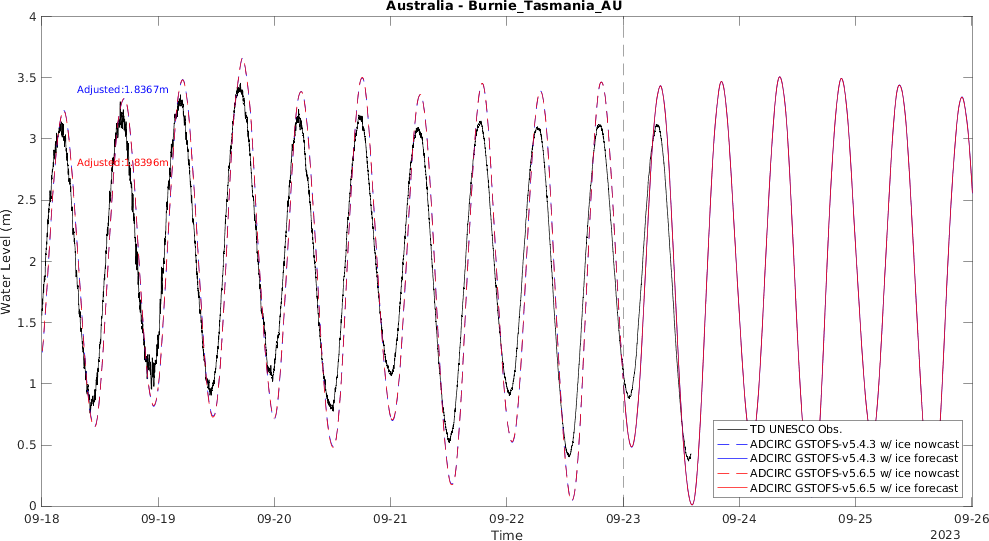 Australia - Burnie_Tasmania_AU
4
3.5
3
2.5
2
1.5
1
0.5
0
Water Level (m)
Adjusted:1.8367m
Adjusted:1.8396m
TD UNESCO Obs.
ADCIRC GSTOFS-v5.4.3 w/ ice nowcast
ADCIRC GSTOFS-v5.4.3 w/ ice forecast
ADCIRC GSTOFS-v5.6.5 w/ ice nowcast
ADCIRC GSTOFS-v5.6.5 w/ ice forecast
09-18 09-19 09-20 09-21 09-22 09-23 09-24 09-25 09-26
Time
2023